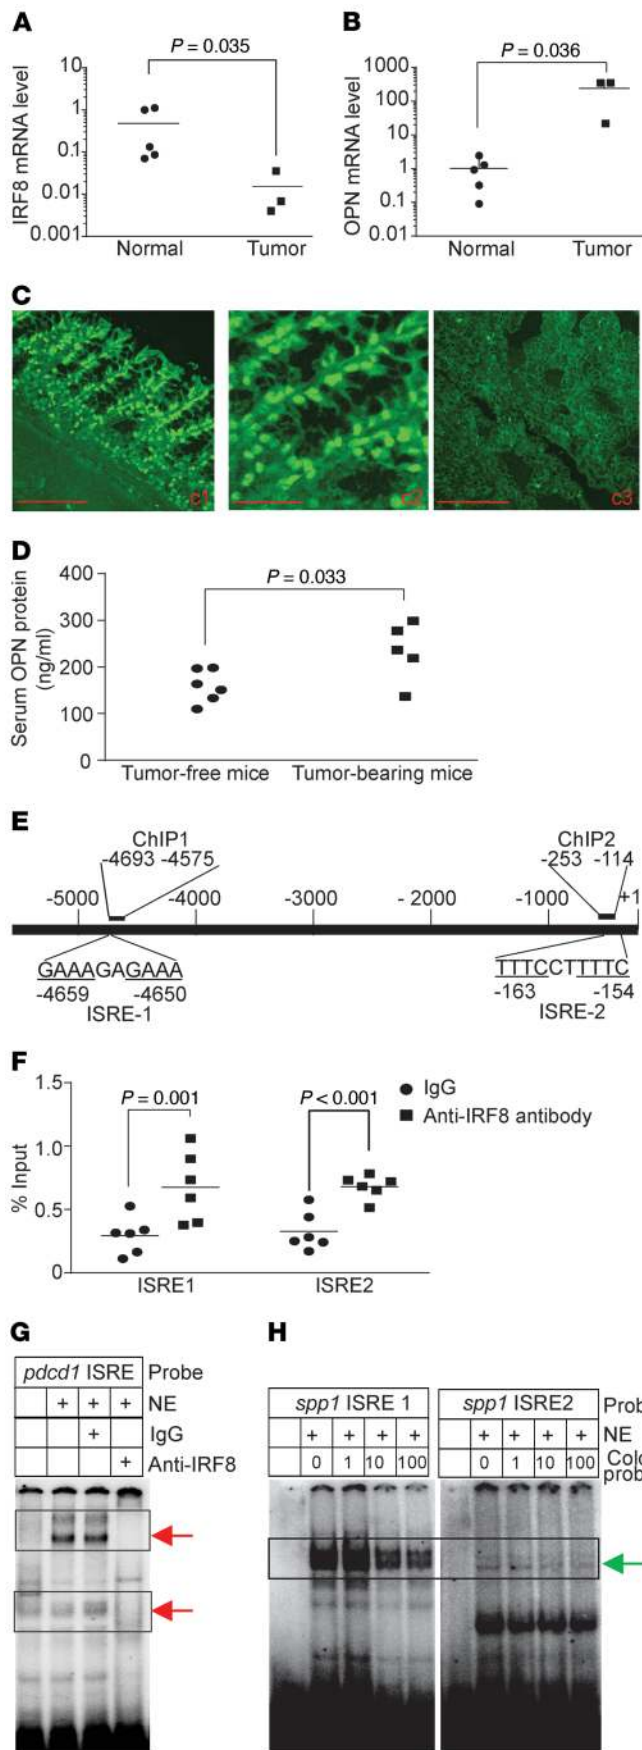 A
P = 0.035
IRF8 mRNA level
10
1
0.1
0.01
0.001
Normal
Tumor
B
P = 0.036
OPN mRNA level
1000
100
10
1
0.1
0.01
Normal
Tumor
C
c1
c2
c3
D
P = 0.033
Serum OPN protein
(ng/ml)
400
300
200
100
0
Tumor-free mice
Tumor-bearing mice
E
ChIP1
-4693 -4575
ChIP2
-253 -114
-5000 -4000 -3000 - 2000 -1000 +1
GAAAGAGAAA
-4659 -4650
ISRE-1
TTTCCTTTTC
-163 -154
ISRE-2
F
% Input
1.5
1.0
0.5
0
P = 0.001
P < 0.001
IgG
Anti-IRF8 antibody
ISRE1
ISRE2
G
pdcd1 ISRE Probe
+ + + NE
+ IgG
+ Anti-IRF8
H
spp1 ISRE 1 spp1 ISRE2 Prob
+ + + + + + + + NE
0 1 10 100 0 1 10 100 Cold
prob